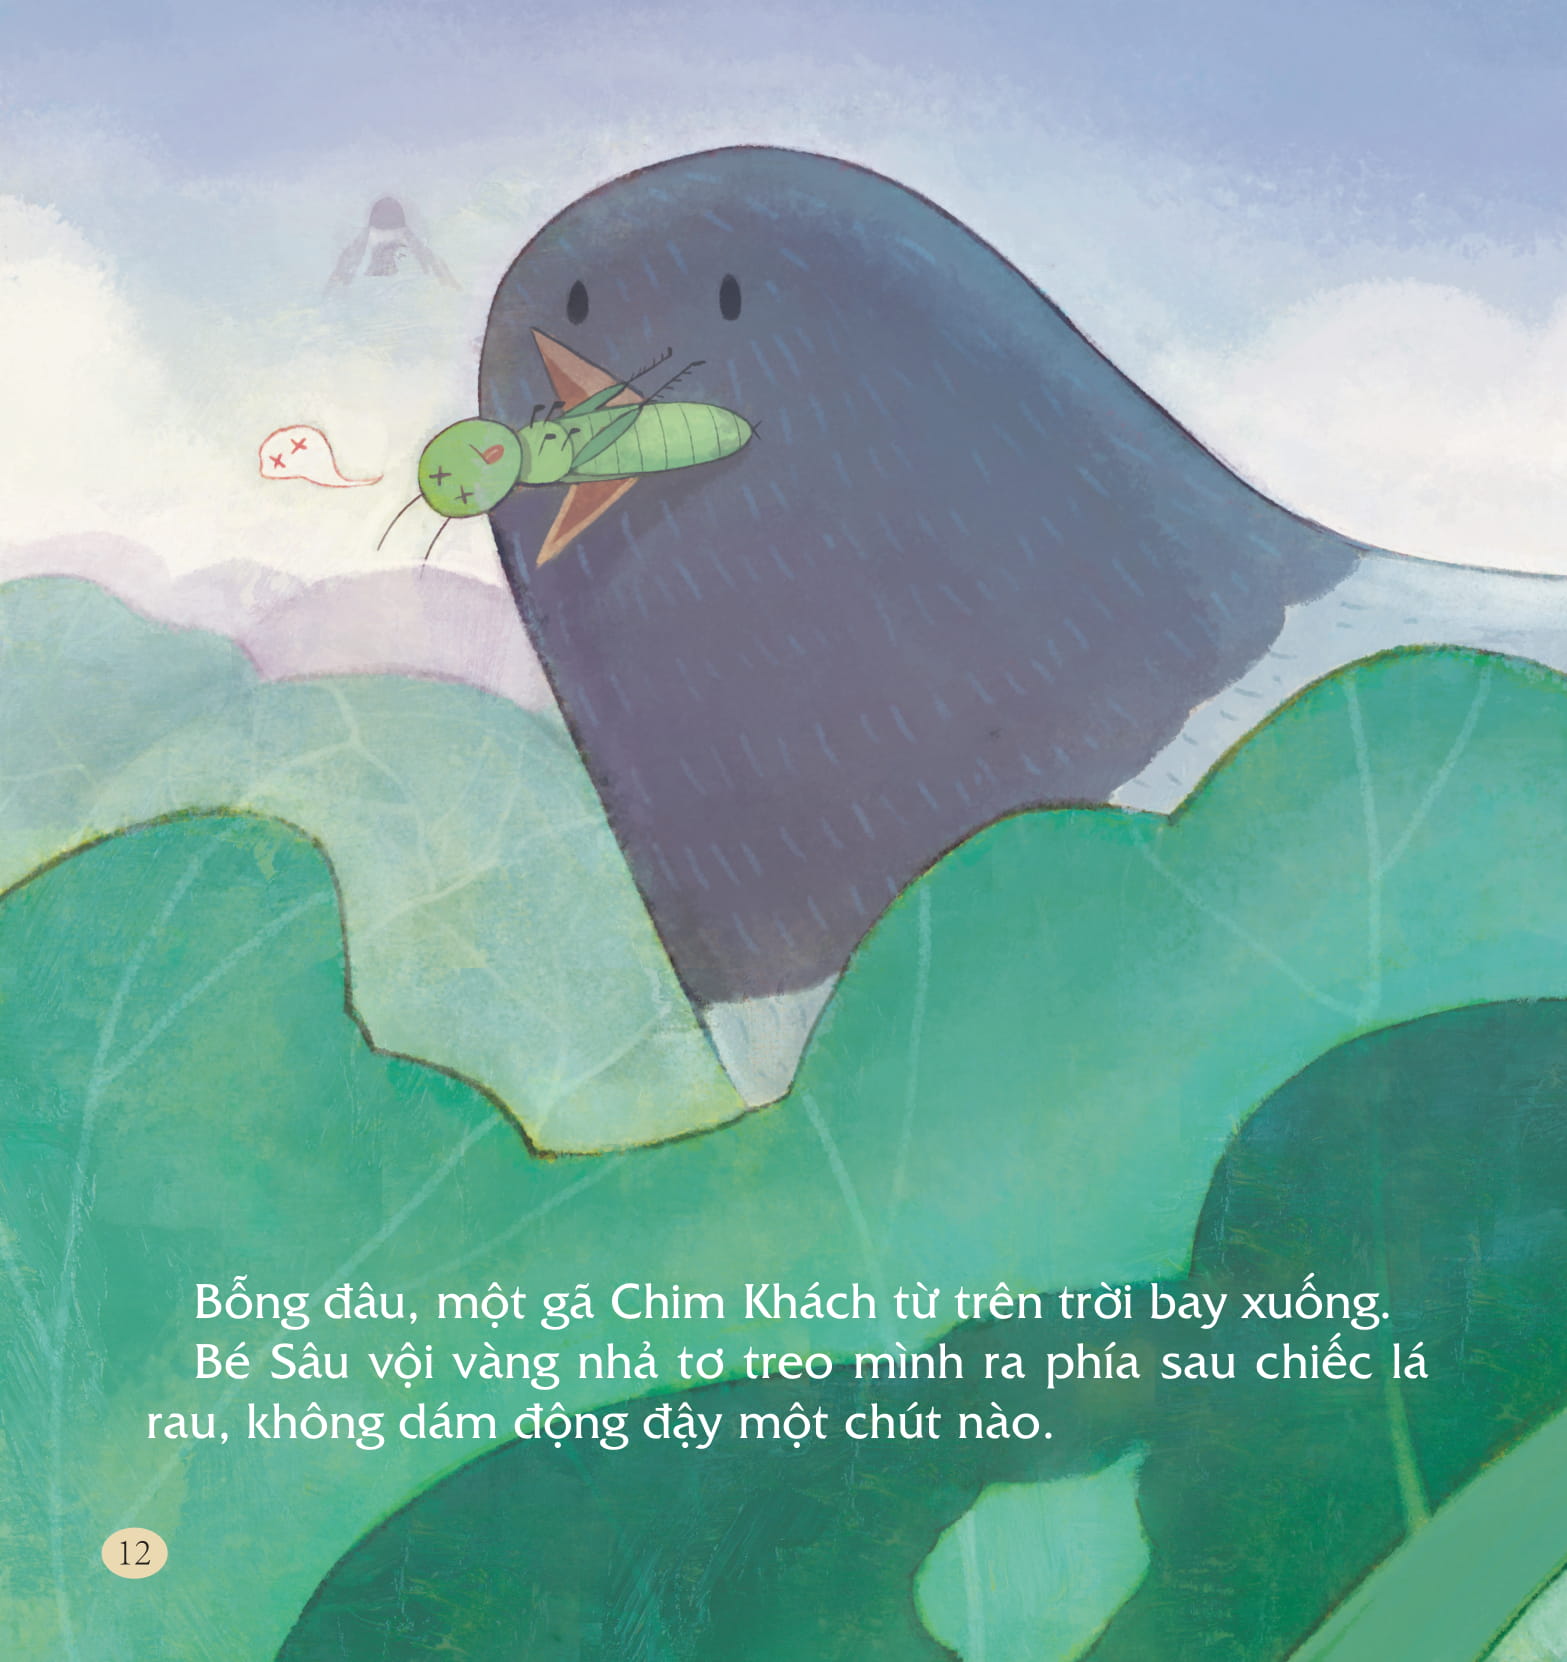 Bỗng đâu, một gã Chim Khách từ trên trời bay xuống.
Bé Sâu vội vàng nhả tơ treo mình ra phía sau chiếc lá
rau, không dám động đậy một chút nào.
12